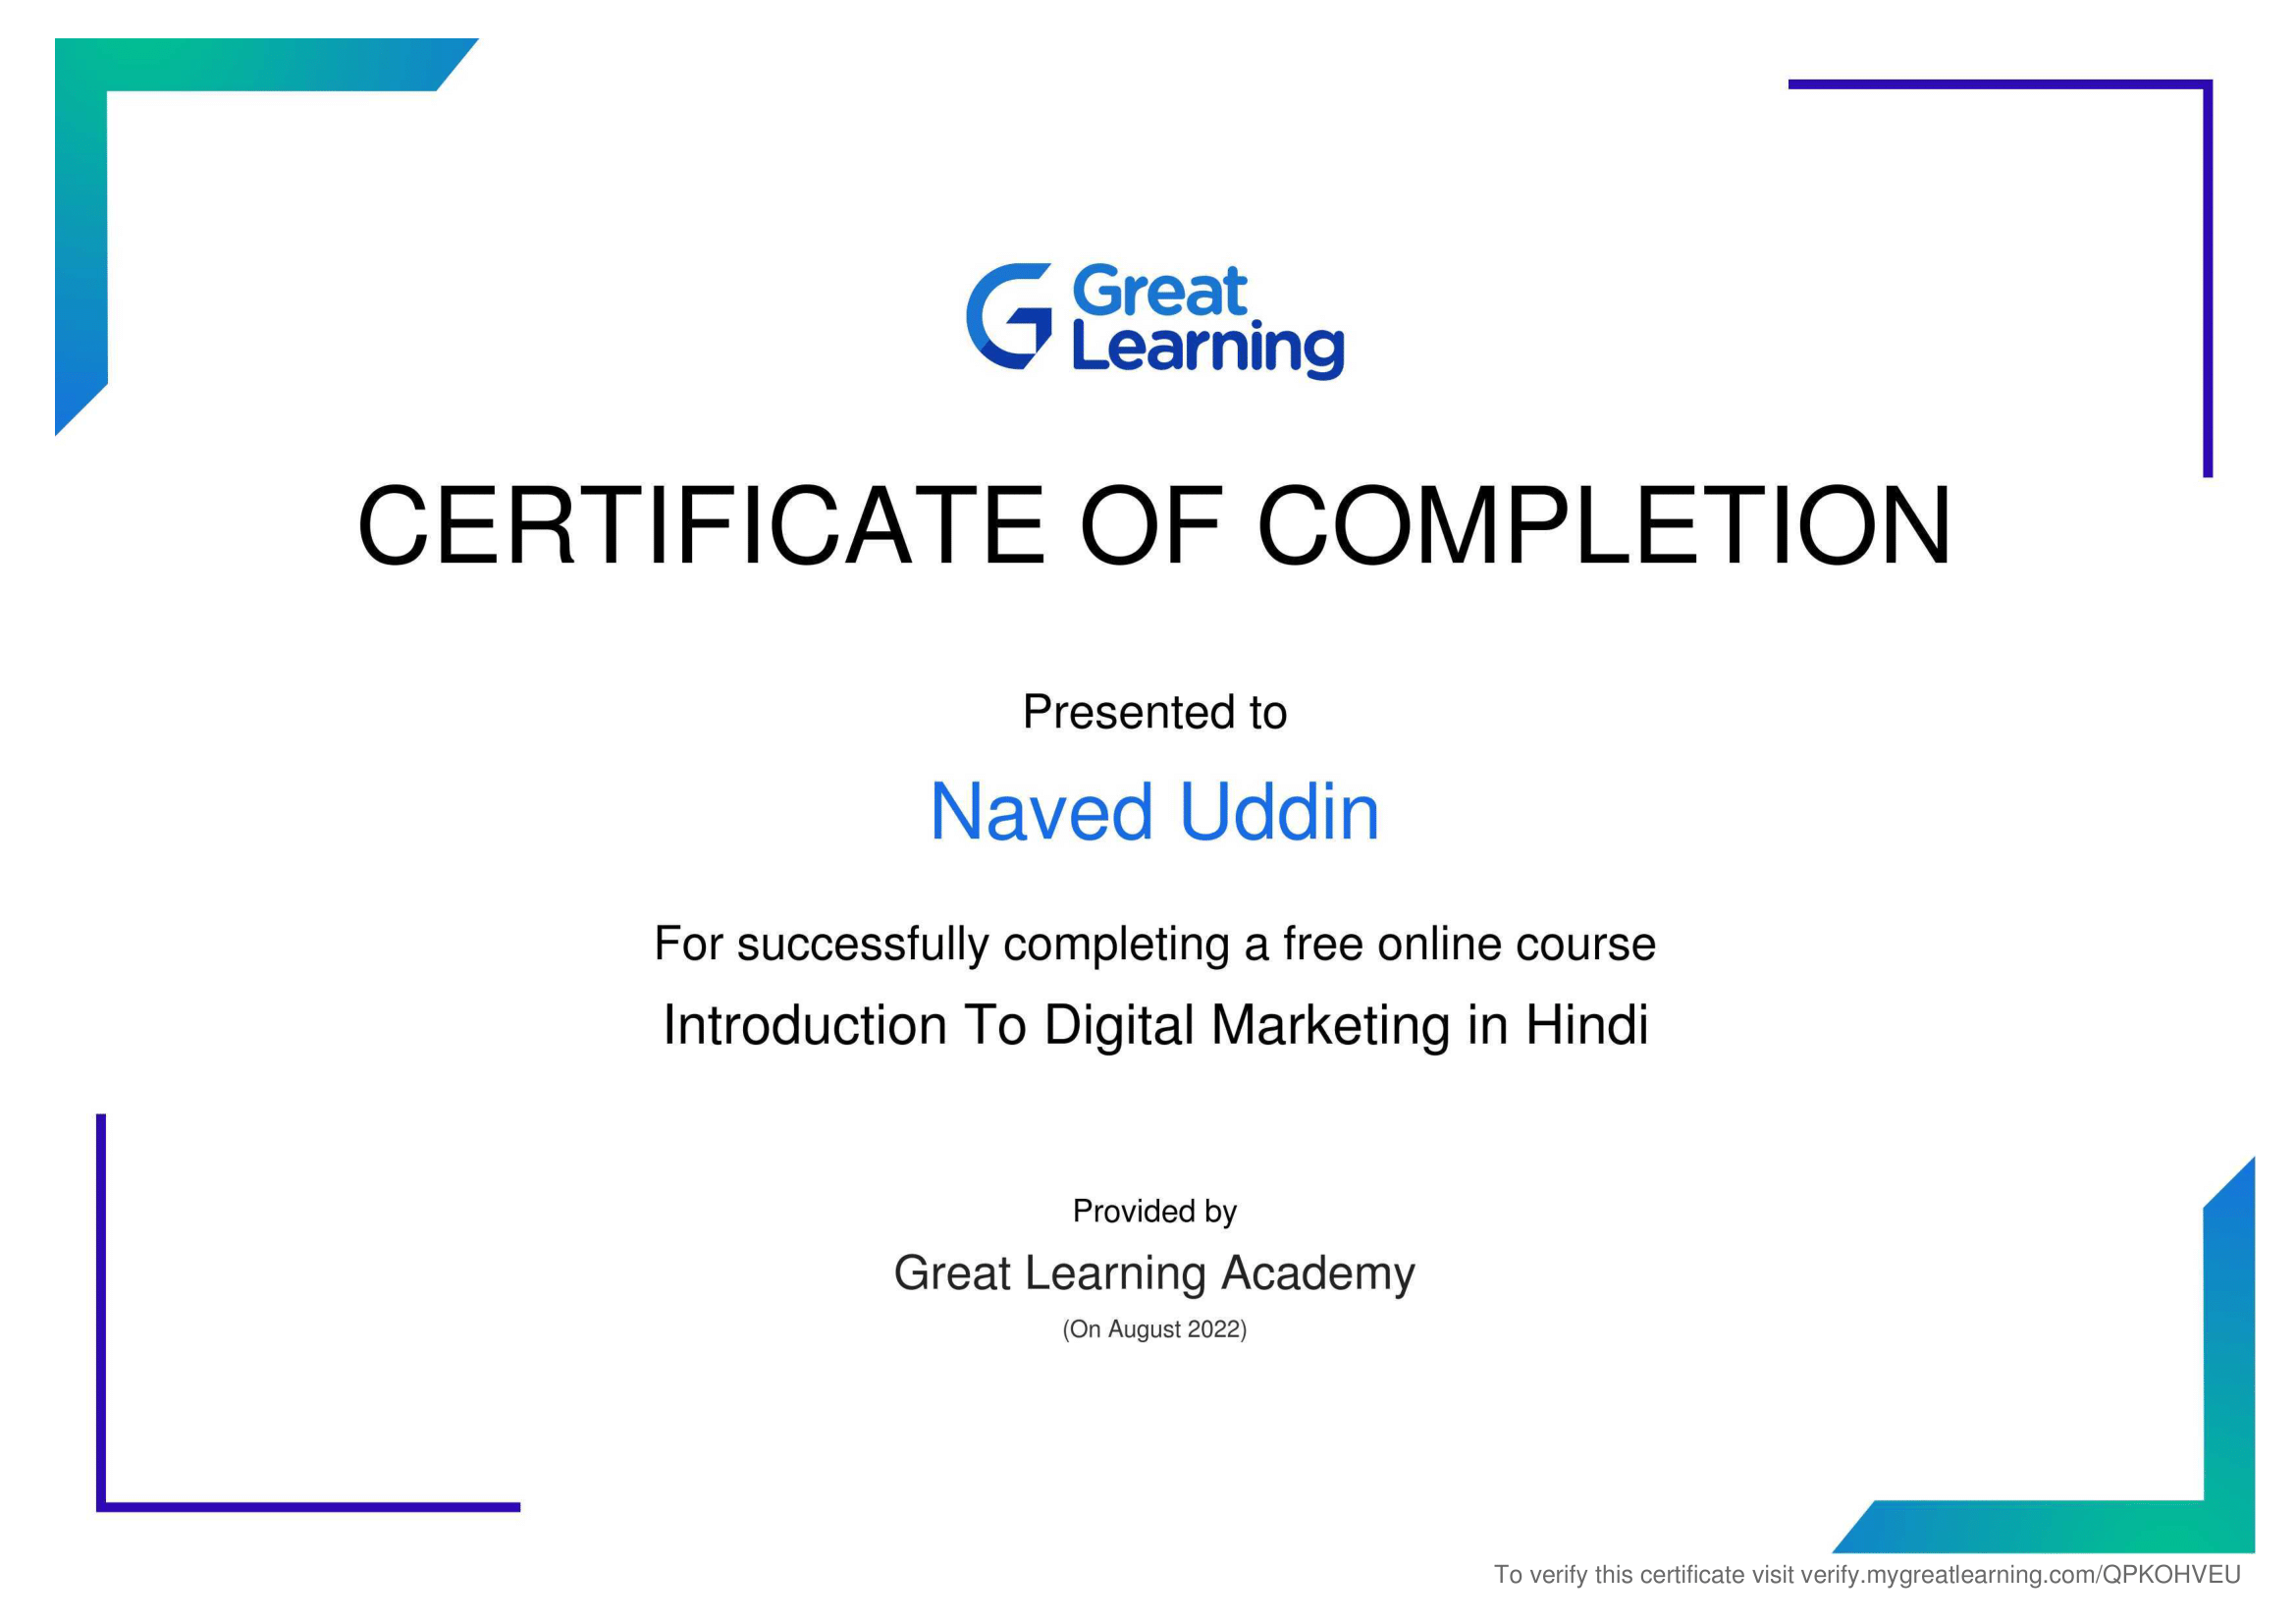 Great
Learning
CERTIFICATE OF COMPLETION
Presented to
Naved Uddin
For successfully completing a free online course
Introduction To Digital Marketing in Hindi
Provided by
Great Learning Academy
(On August 2022)
To verify this certificate visit verify.mygreatlearning.com/QPKOHVEU